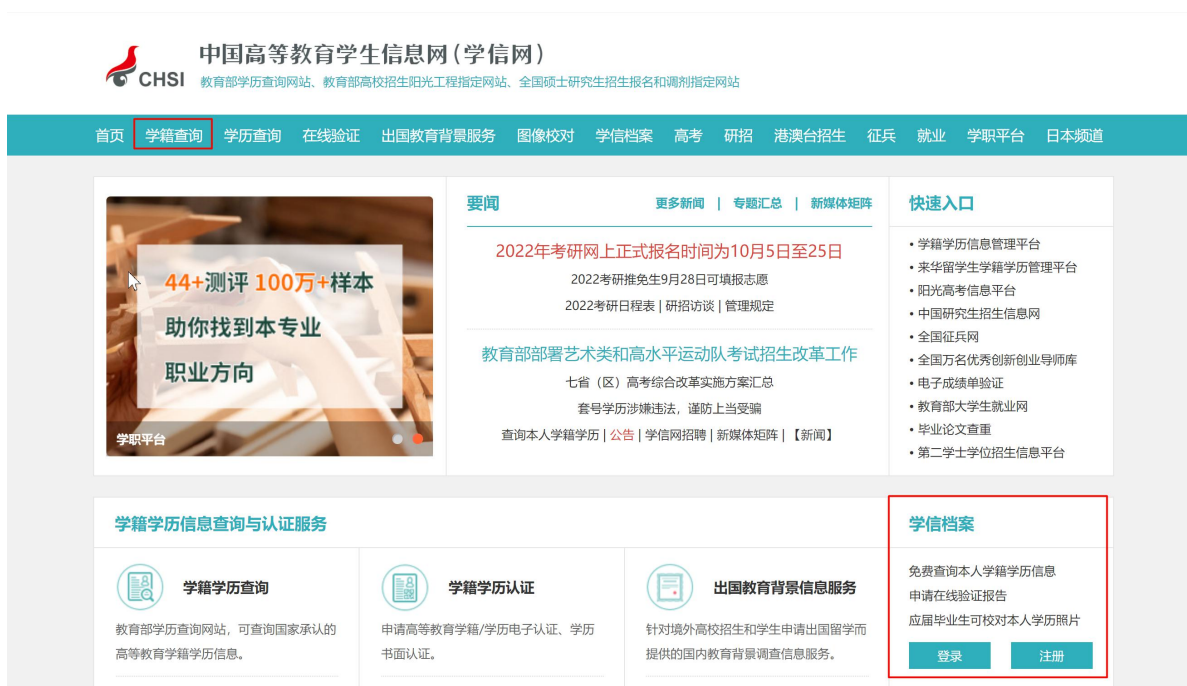 中国高等教育学生信息网(学信网)
CHSI
教育部学历查询网站、教育部高校招生阳光工程指定网站、全国硕士研究生招生报名和调剂指定网站
首页 学籍查询 学历查询 在线验证 出国教育背景服务 图像校对 学信档案 高考 研招 港澳台招生 征兵 就业 学职平台 日本频道
44+测评 100万+样本
助你找到本专业
职业方向
学职平台
要闻 更多新闻 | 专题汇总 | 新媒体矩阵
2022年考研网上正式报名时间为10月5日至25日
2022考研推免生9月28日可填报志愿
2022考研日程表 | 研招访谈 | 管理规定
教育部部署艺术类和高水平运动队考试招生改革工作
七省（区）高考综合改革实施方案汇总
套号学历涉嫌违法，谨防上当受骗
查询本人学籍学历 | 公告 | 学信网招聘 | 新媒体矩阵 | 【新闻】
快速入口
• 学籍学历信息管理平台
• 来华留学生学籍学历管理平台
• 阳光高考信息平台
• 中国研究生招生信息网
• 全国征兵网
• 全国万名优秀创新创业导师库
• 电子成绩单验证
• 教育部大学生就业网
• 毕业论文查重
• 第二学士学位招生信息平台
学籍学历信息查询与认证服务
学籍学历查询
教育部学历查询网站，可查询国家承认的
高等教育学籍学历信息。
学籍学历认证
申请高等教育学籍/学历电子认证、学历
书面认证。
出国教育背景信息服务
针对境外高校招生和学生申请出国留学而
提供的国内教育背景调查信息服务。
学信档案
免费查询本人学籍学历信息
申请在线验证报告
应届毕业生可校对本人学历照片
登录 注册